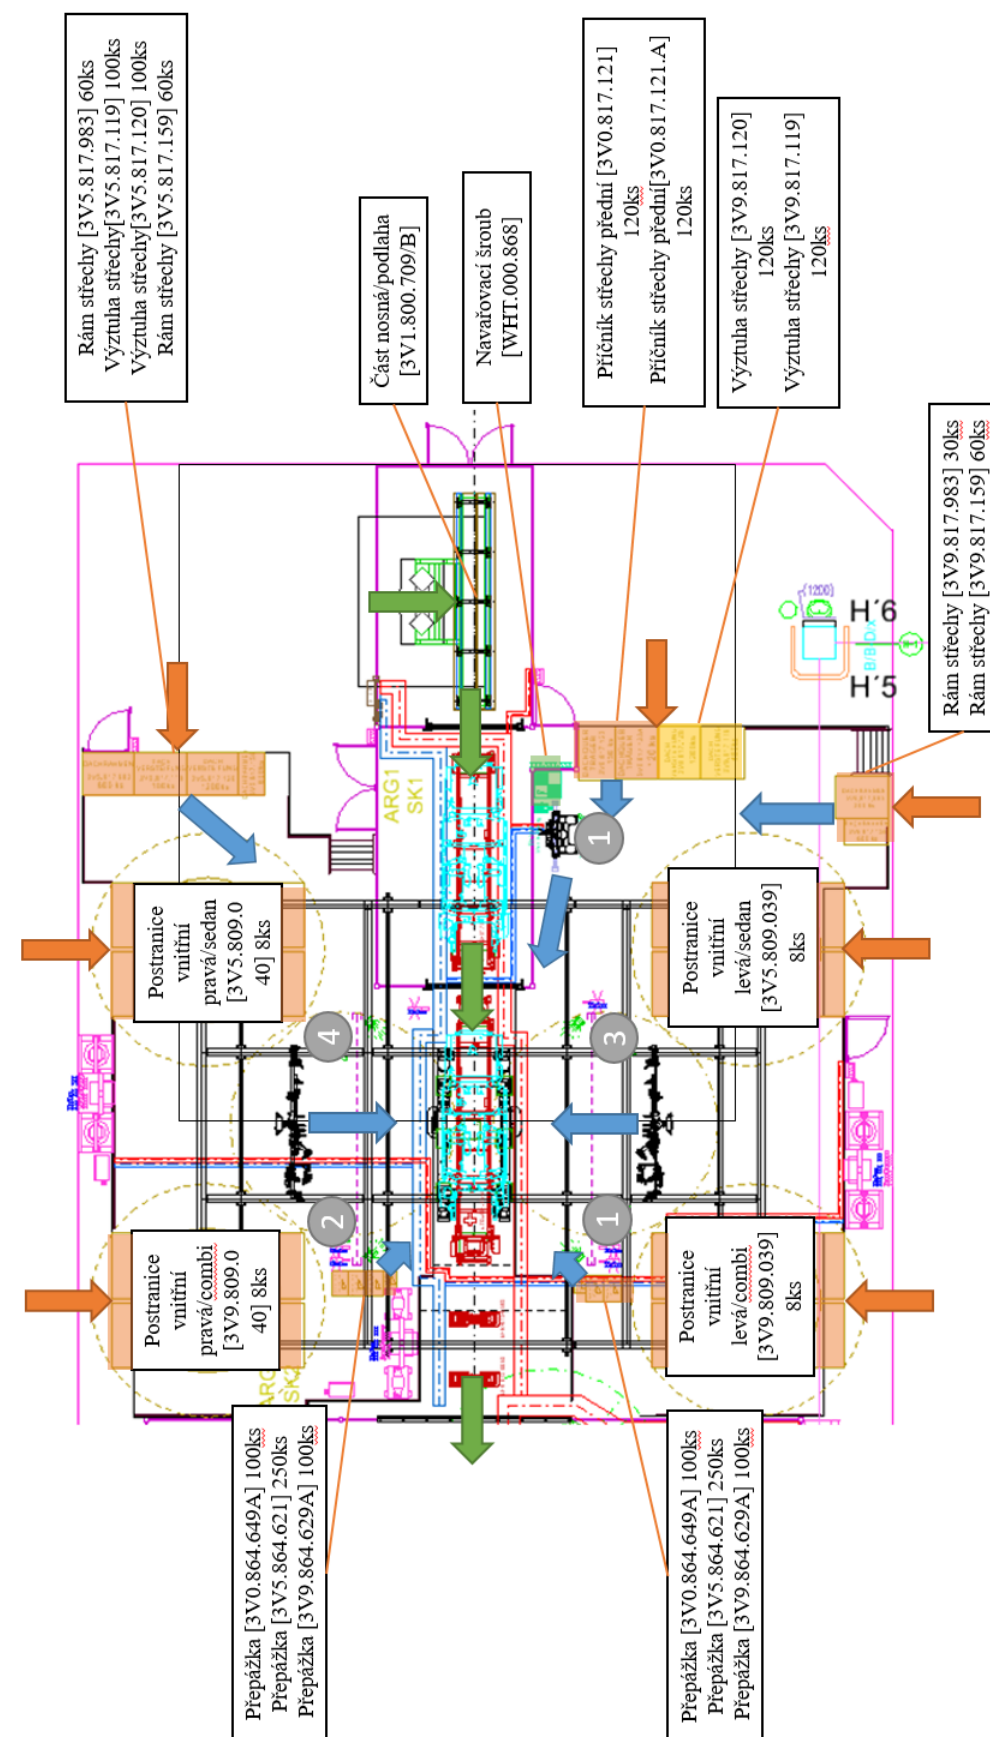 Rám střechy [3V5.817.983] 60ks
Výztuha střechy[3V5.817.119] 100ks
Výztuha střechy[3V5.817.120] 100ks
Rám střechy [3V5.817.159] 60ks
Část nosná/podlaha
[3V1.800.709/B]
Navařovací šroub
[WHT.000.868]
Příčník střechy přední [3V0.817.121]
120ks
Příčník střechy přední[3V0.817.121.A]
120ks
Výztuha střechy [3V9.817.120]
120ks
Výztuha střechy [3V9.817.119]
120ks
Rám střechy [3V9.817.983] 30ks
Rám střechy [3V9.817.159] 60ks
ARG1
SK1
(1200)
H´6
B/B-D/x
H´5
1
1
Postranice
vnitřní
pravá/sedan
[3V5.809.0
40] 8ks
Postranice
vnitřní
levá/sedan
[3V5.809.039]
8ks
4
3
2
1
Postranice
vnitřní
pravá/combi
[3V9.809.0
40] 8ks
Postranice
vnitřní
levá/combi
[3V9.809.039]
8ks
Přepážka [3V0.864.649A] 100ks
Přepážka [3V5.864.621] 250ks
Přepážka [3V9.864.629A] 100ks
Přepážka [3V0.864.649A] 100ks
Přepážka [3V5.864.621] 250ks
Přepážka [3V9.864.629A] 100ks